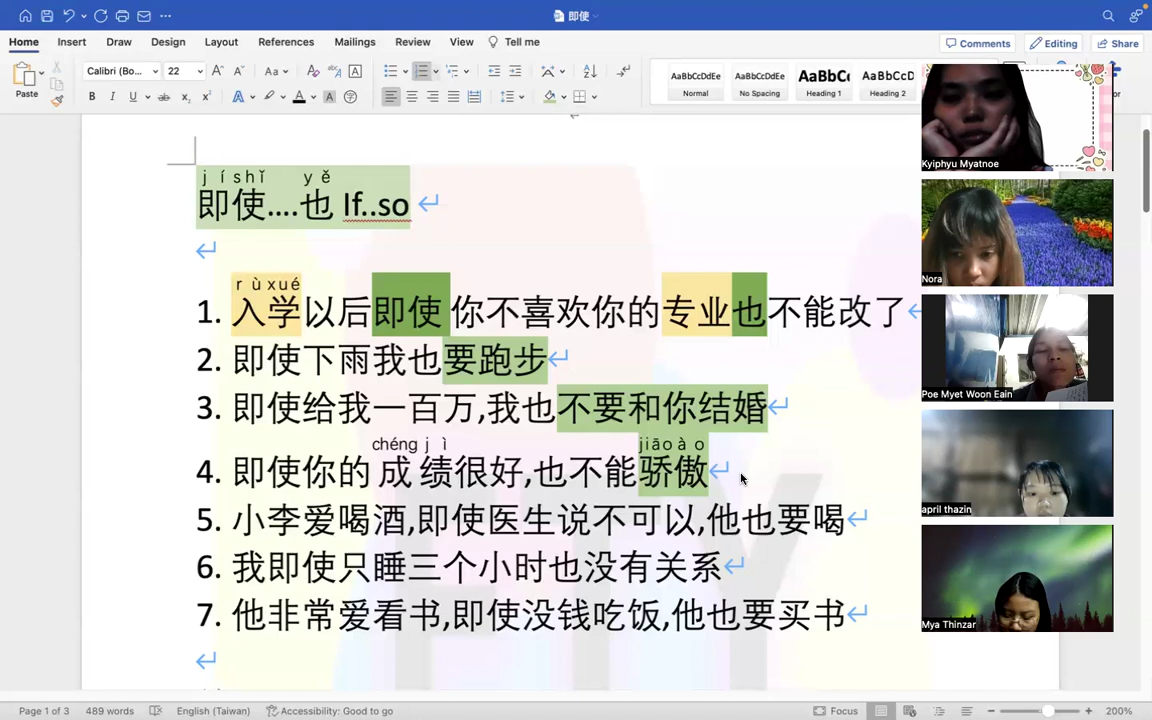 即使
Home Insert Draw Design Layout References Mailings Review View Tell me Comments Editing Share
Paste Calibri (Bo... 22 Aa AaBbCcDdEe AaBbCcDdEe AaBbC AaBbCcD
B I U ab x₂ x² A A Normal No Spacing Heading 1 Heading 2
Kyiphyu Myatnoe
jíshǐ yě
即使....也 If..so
Nora
rùxué
1. 入学以后即使 你不喜欢你的专业也不能改了
2. 即使下雨我也要跑步
Poe Myet Woon Eain
3. 即使给我一百万,我也不要和你结婚
chéngjì jiāoào
4. 即使你的 成绩很好,也不能骄傲
april thazin
5. 小李爱喝酒,即使医生说不可以,他也要喝
6. 我即使只睡三个小时也没有关系
7. 他非常爱看书,即使没钱吃饭,他也要买书
Mya Thinzar
Page 1 of 3 489 words English (Taiwan) Accessibility: Good to go Focus 200%